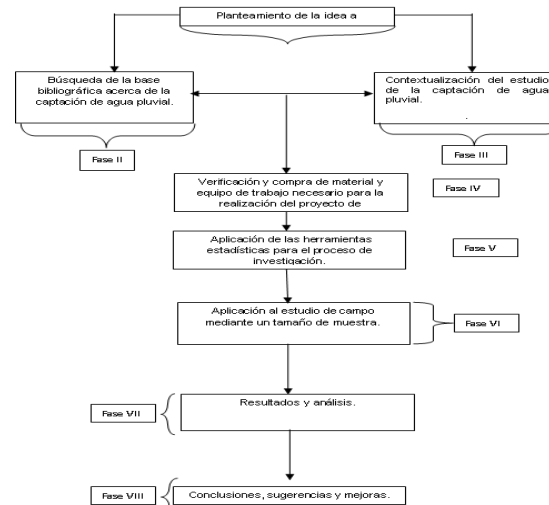 Planteamiento de la idea a
Búsqueda de la base
bibliográfica acerca de la
captación de agua pluvial.
Contextualización del estudio
de la captación de agua
pluvial.
.
Fase II
Fase III
Verificación y compra de material y
equipo de trabajo necesario para la
realización del proyecto de
Fase IV
Aplicación de las herramientas
estadísticas para el proceso de
investigación.
Fase V
Aplicación al estudio de campo
mediante un tamaño de muestra.
Fase VI
Fase VII
Resultados y análisis.
Fase VIII
Conclusiones, sugerencias y mejoras.